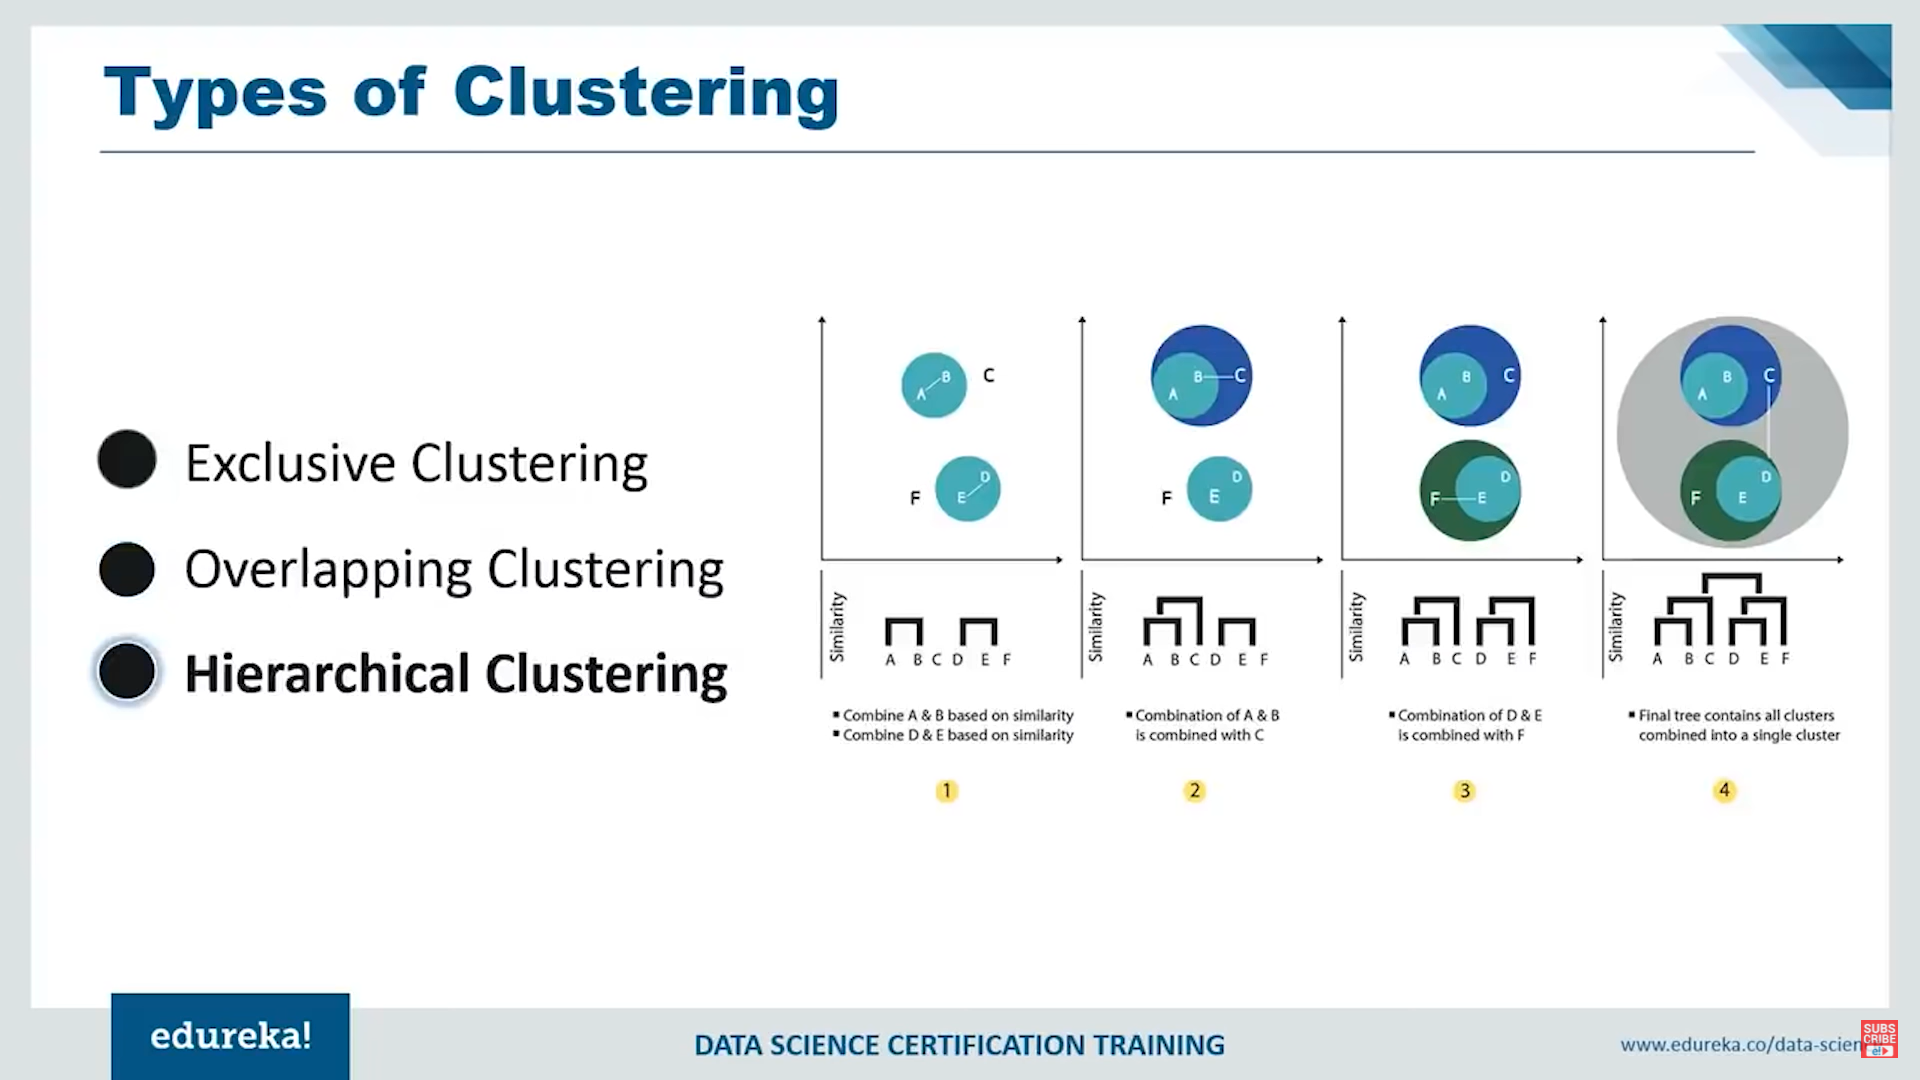 Types of Clustering
Exclusive Clustering
Overlapping Clustering
Hierarchical Clustering
A B C
F E D
Similarity
A B C D E F
▪ Combine A & B based on similarity
▪ Combine D & E based on similarity
1
A B C
F E D
Similarity
A B C D E F
▪ Combination of A & B
is combined with C
2
A B C
F E D
Similarity
A B C D E F
▪ Combination of D & E
is combined with F
3
A B C
F E D
Similarity
A B C D E F
▪ Final tree contains all clusters
combined into a single cluster
4
edureka!
DATA SCIENCE CERTIFICATION TRAINING
www.edureka.co/data-scien
SUBS
CRIBE
e!